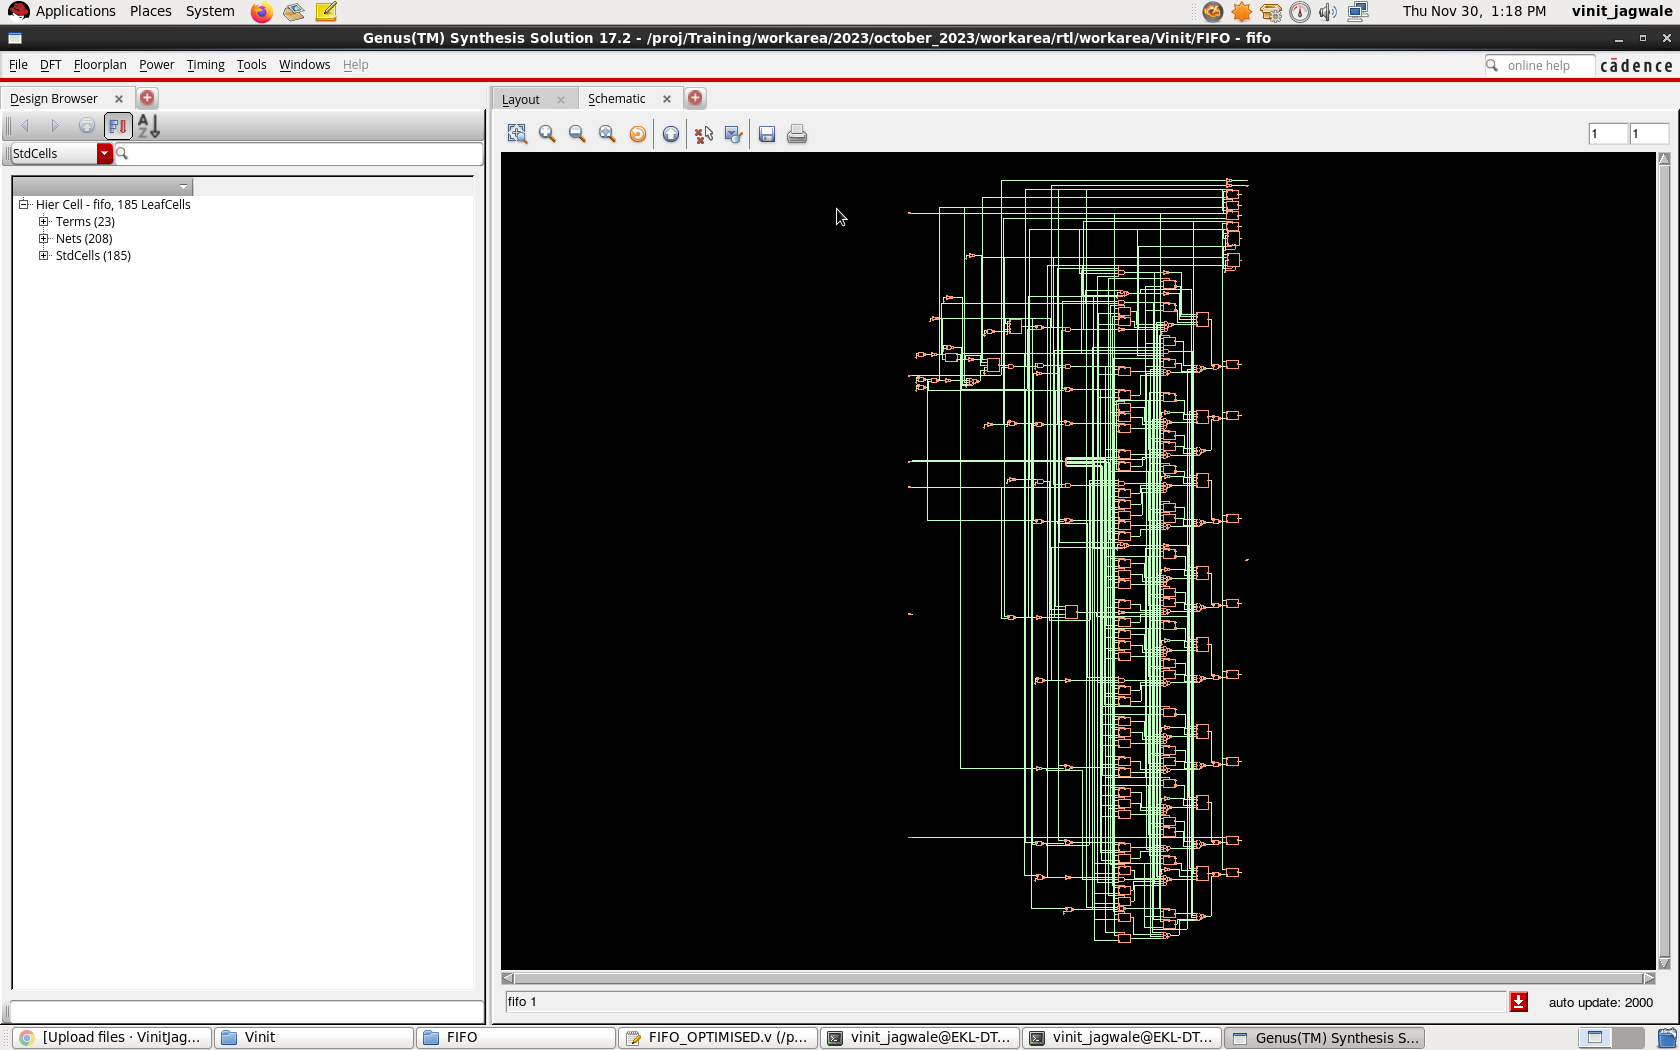 Applications Places System Thu Nov 30, 1:18 PM vinit_jagwale
Genus(TM) Synthesis Solution 17.2 - /proj/Training/workarea/2023/october_2023/workarea/rtl/workarea/Vinit/FIFO - fifo
File DFT Floorplan Power Timing Tools Windows Help online help cādence
Design Browser Layout Schematic
1 1
StdCells
Hier Cell - fifo, 185 LeafCells
Terms (23)
Nets (208)
StdCells (185)
fifo 1 auto update: 2000
[Upload files · VinitJag... Vinit FIFO FIFO_OPTIMISED.v (/p... vinit_jagwale@EKL-DT... vinit_jagwale@EKL-DT... Genus(TM) Synthesis S...